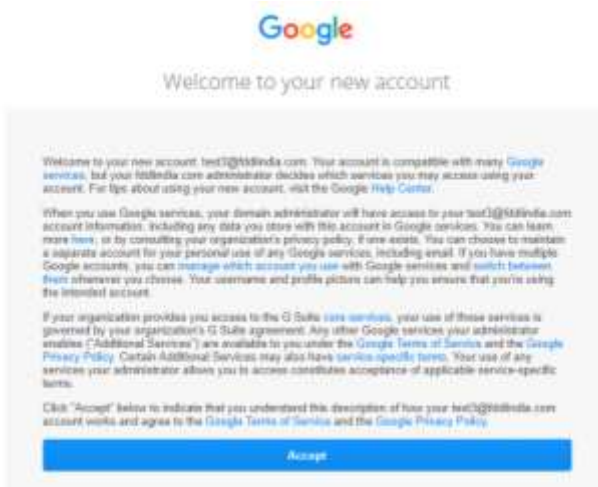 Google
Welcome to your new account
Welcome to your new account: test3@fddiindia.com. Your account is compatible with many Google
services, but your fddiindia.com administrator decides which services you may access using your
account. For tips about using your new account, visit the Google Help Center.
When you use Google services, your domain administrator will have access to your test3@fddiindia.com
account information, including any data you store with this account in Google services. You can learn
more here, or by consulting your organization's privacy policy, if one exists. You can choose to maintain
a separate account for your personal use of any Google services, including email. If you have multiple
Google accounts, you can manage which account you use with Google services and switch between
them whenever you choose. Your username and profile picture can help you ensure that you're using
the intended account.
If your organization provides you access to the G Suite core services, your use of those services is
governed by your organization's G Suite agreement. Any other Google services your administrator
enables ("Additional Services") are available to you under the Google Terms of Service and the Google
Privacy Policy. Certain Additional Services may also have service-specific terms. Your use of any
services your administrator allows you to access constitutes acceptance of applicable service-specific
terms.
Click "Accept" below to indicate that you understand this description of how your test3@fddiindia.com
account works and agree to the Google Terms of Service and the Google Privacy Policy.
Accept